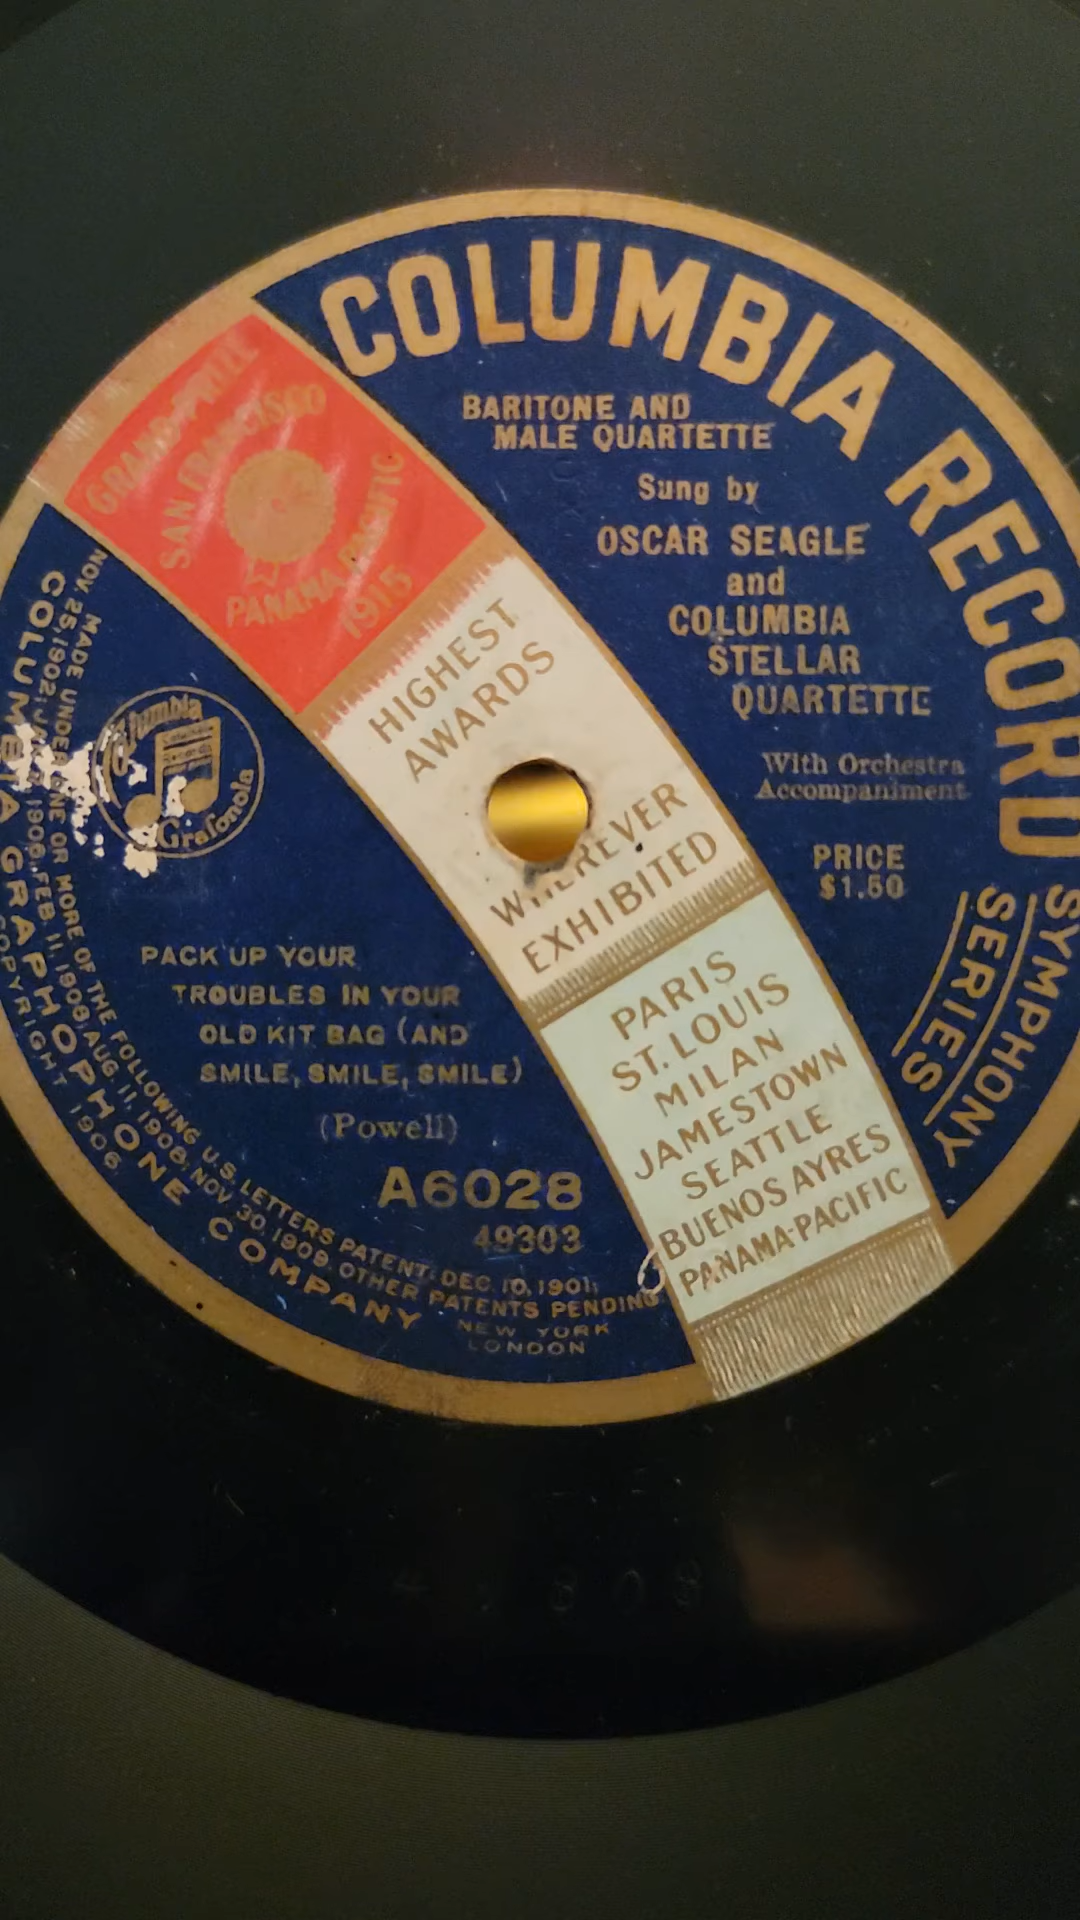 COLUMBIA RECORD
SYMPHONY
SERIES
BARITONE AND
MALE QUARTETTE
Sung by
OSCAR SEAGLE
and
COLUMBIA
STELLAR
QUARTETTE
With Orchestra
Accompaniment
PRICE
$1.50
GRAND PRIZE
SAN FRANCISCO
PANAMA PACIFIC
1915
HIGHEST
AWARDS
WHEREVER
EXHIBITED
PARIS
ST. LOUIS
MILAN
JAMESTOWN
SEATTLE
BUENOS AYRES
PANAMA-PACIFIC
Columbia
Records
Grafonola
PACK UP YOUR
TROUBLES IN YOUR
OLD KIT BAG (AND
SMILE, SMILE, SMILE)
(Powell)
A6028
49303
MADE UNDER ONE OR MORE OF THE FOLLOWING U.S. LETTERS PATENT: DEC. 10, 1901;
NOV. 25, 1902; 1906, FEB. 11, 1908, AUG. 11, 1908, NOV. 30, 1909. OTHER PATENTS PENDING.
COLUMBIA GRAPHOPHONE COMPANY
NEW YORK
LONDON
COPYRIGHT 1906